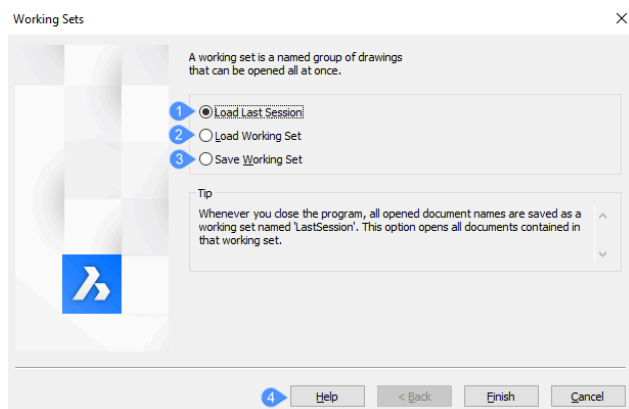 Working Sets
A working set is a named group of drawings
that can be opened all at once.
1 Load Last Session
2 Load Working Set
3 Save Working Set
Tip
Whenever you close the program, all opened document names are saved as a
working set named 'LastSession'. This option opens all documents contained in
that working set.
4 Help < Back Finish Cancel